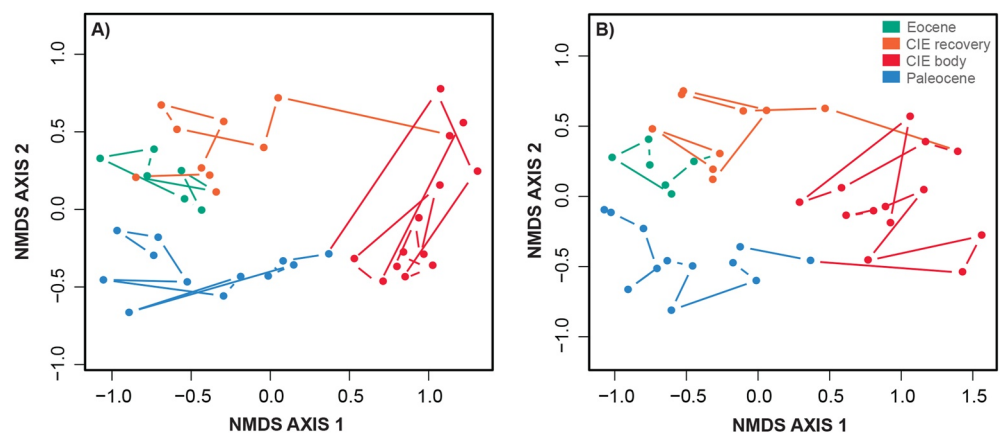 A)
NMDS AXIS 2
1.0
0.5
0.0
−0.5
−1.0
−1.0 −0.5 0.0 0.5 1.0
NMDS AXIS 1
B)
Eocene
CIE recovery
CIE body
Paleocene
NMDS AXIS 2
1.0
0.5
0.0
−0.5
−1.0
−1.0 −0.5 0.0 0.5 1.0 1.5
NMDS AXIS 1